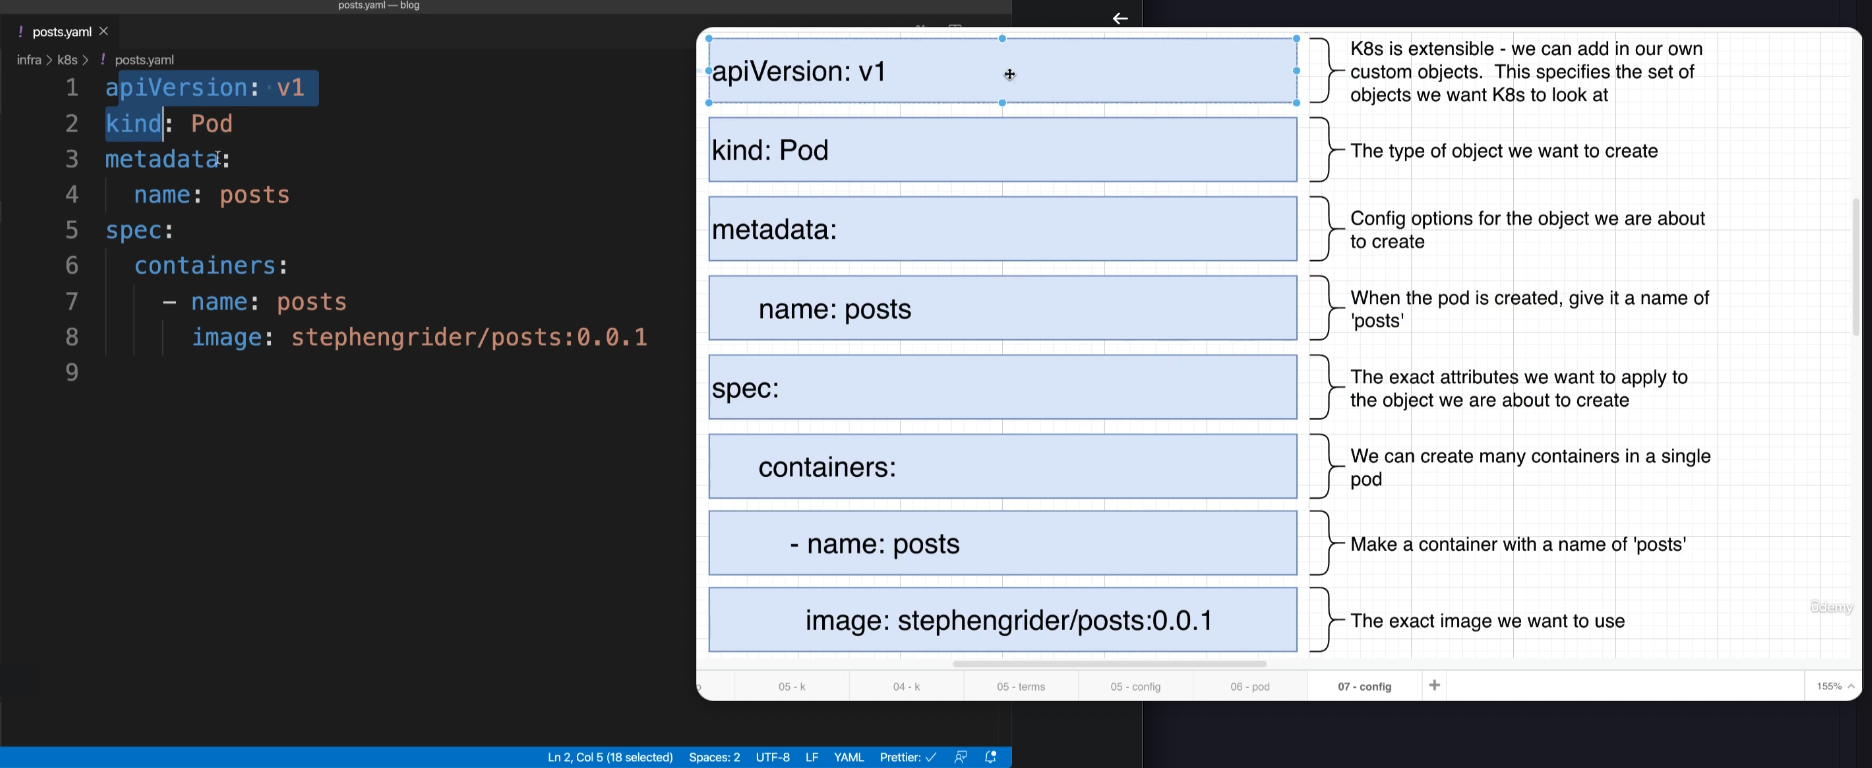 posts.yaml — blog
! posts.yaml ×
infra > k8s > ! posts.yaml
1 apiVersion: v1
2 kind: Pod
3 metadata:
4 name: posts
5 spec:
6 containers:
7 - name: posts
8 image: stephengrider/posts:0.0.1
9
Ln 2, Col 5 (18 selected) Spaces: 2 UTF-8 LF YAML Prettier: ✓
apiVersion: v1
K8s is extensible - we can add in our own
custom objects. This specifies the set of
objects we want K8s to look at
kind: Pod
The type of object we want to create
metadata:
Config options for the object we are about
to create
name: posts
When the pod is created, give it a name of
'posts'
spec:
The exact attributes we want to apply to
the object we are about to create
containers:
We can create many containers in a single
pod
- name: posts
Make a container with a name of 'posts'
image: stephengrider/posts:0.0.1
The exact image we want to use
Udemy
05 - k 04 - k 05 - terms 05 - config 06 - pod 07 - config + 155%